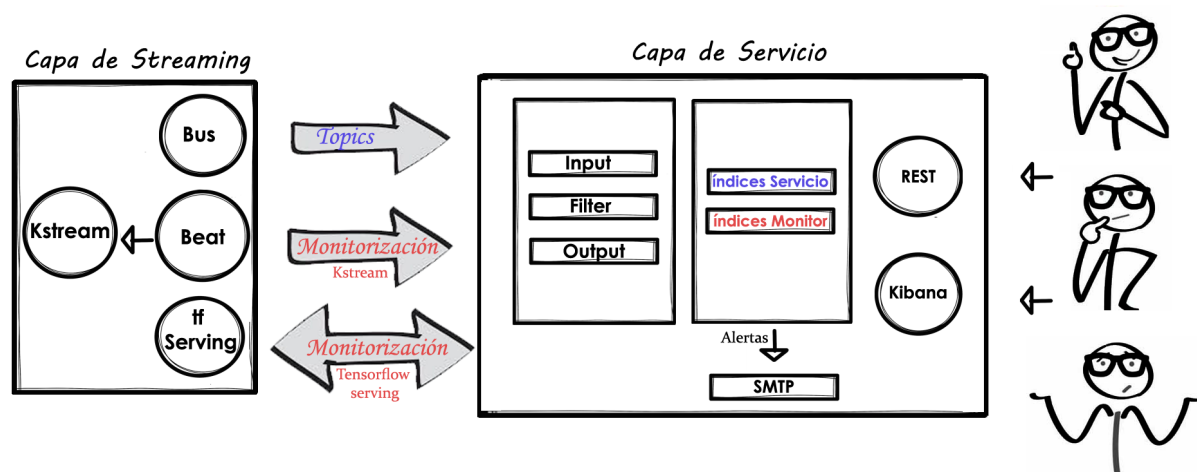 Capa de Streaming
Bus
Kstream
Beat
tf
Serving
Topics
Monitorización
Kstream
Monitorización
Tensorflow
serving
Capa de Servicio
Input
Filter
Output
índices Servicio
índices Monitor
Alertas
SMTP
REST
Kibana